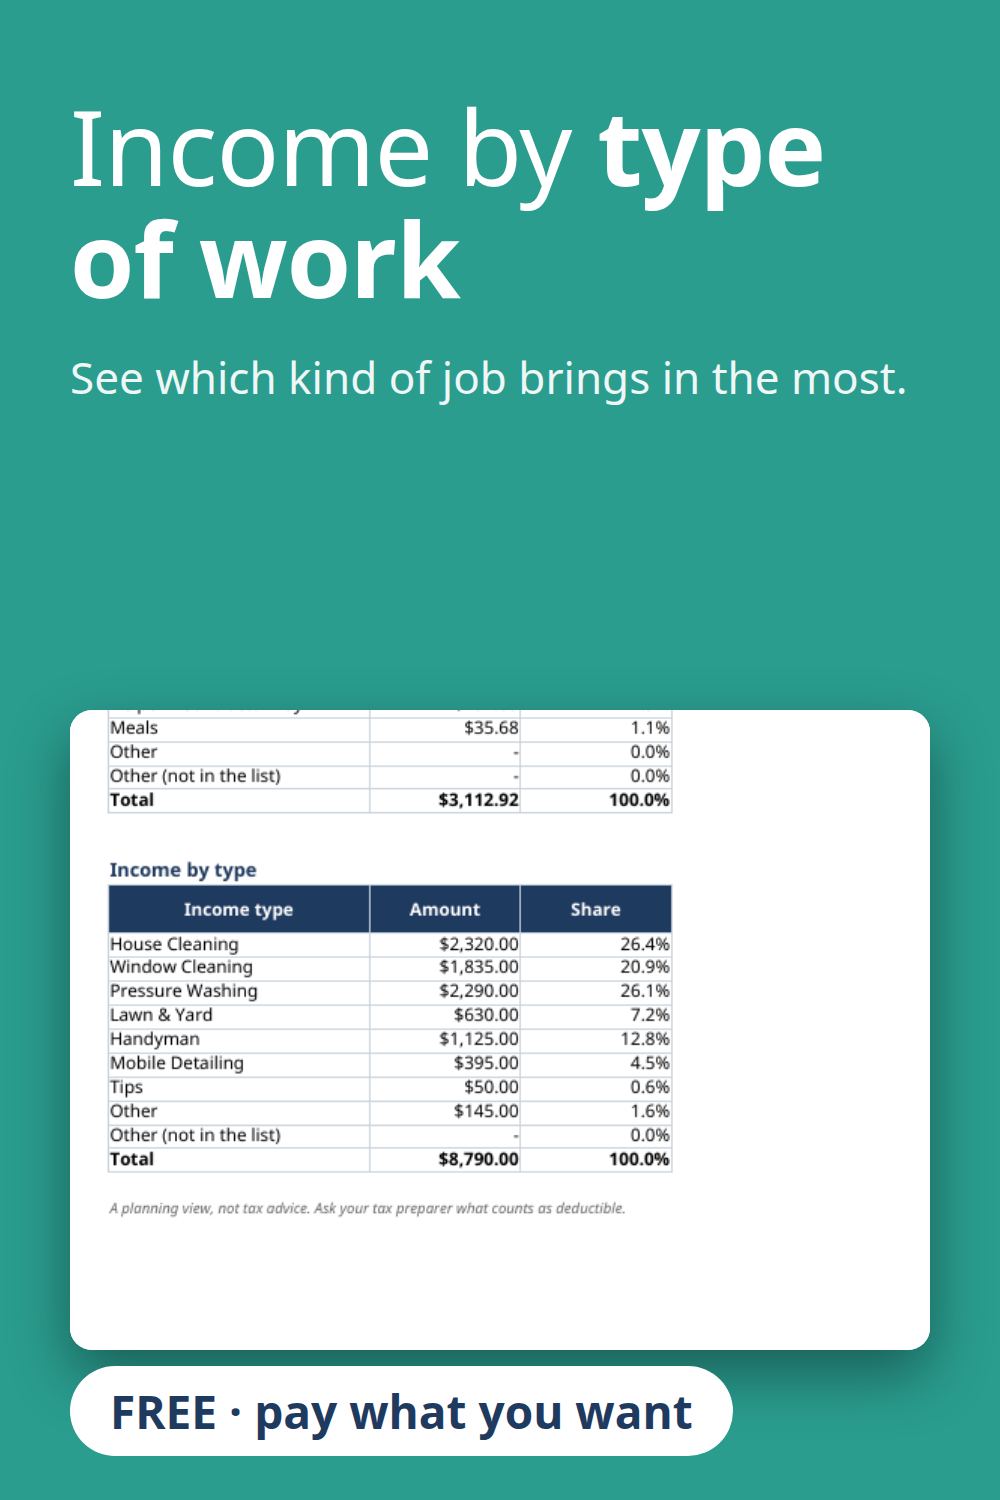 Income by type
of work
See which kind of job brings in the most.
Meals $35.68 1.1%
Other - 0.0%
Other (not in the list) - 0.0%
Total $3,112.92 100.0%
Income by type
Income type Amount Share
House Cleaning $2,320.00 26.4%
Window Cleaning $1,835.00 20.9%
Pressure Washing $2,290.00 26.1%
Lawn & Yard $630.00 7.2%
Handyman $1,125.00 12.8%
Mobile Detailing $395.00 4.5%
Tips $50.00 0.6%
Other $145.00 1.6%
Other (not in the list) - 0.0%
Total $8,790.00 100.0%
A planning view, not tax advice. Ask your tax preparer what counts as deductible.
FREE · pay what you want